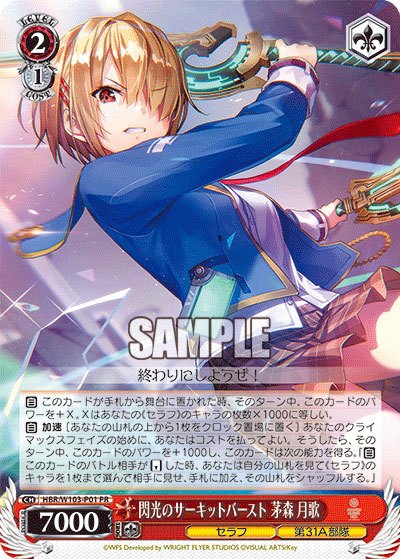 LEVEL
2
1
COST
SAMPLE
終わりにしようぜ！
自 このカードが手札から舞台に置かれた時、そのターン中、このカードのパ
ワーを＋X。Xはあなたの《セラフ》のキャラの枚数×1000に等しい。
自 加速［あなたの山札の上から1枚をクロック置場に置く］あなたのクライ
マックスフェイズの始めに、あなたはコストを払ってよい。そうしたら、そのター
ン中、このカードのパワーを＋X000し、このカードは次の能力を得る。『自
このカードのバトル相手が［］した時、あなたは自分の山札を見て《セラフ》の
キャラを1枚まで選んで相手に見せ、手札に加え、その山札をシャッフルする。』
CH HBR/W103-P01 PR
7000
閃光のサーキットバースト 茅森 月歌
セラフ
第31A部隊
©WFS Developed by WRIGHT FLYER STUDIOS ©VISUAL ARTS/Key